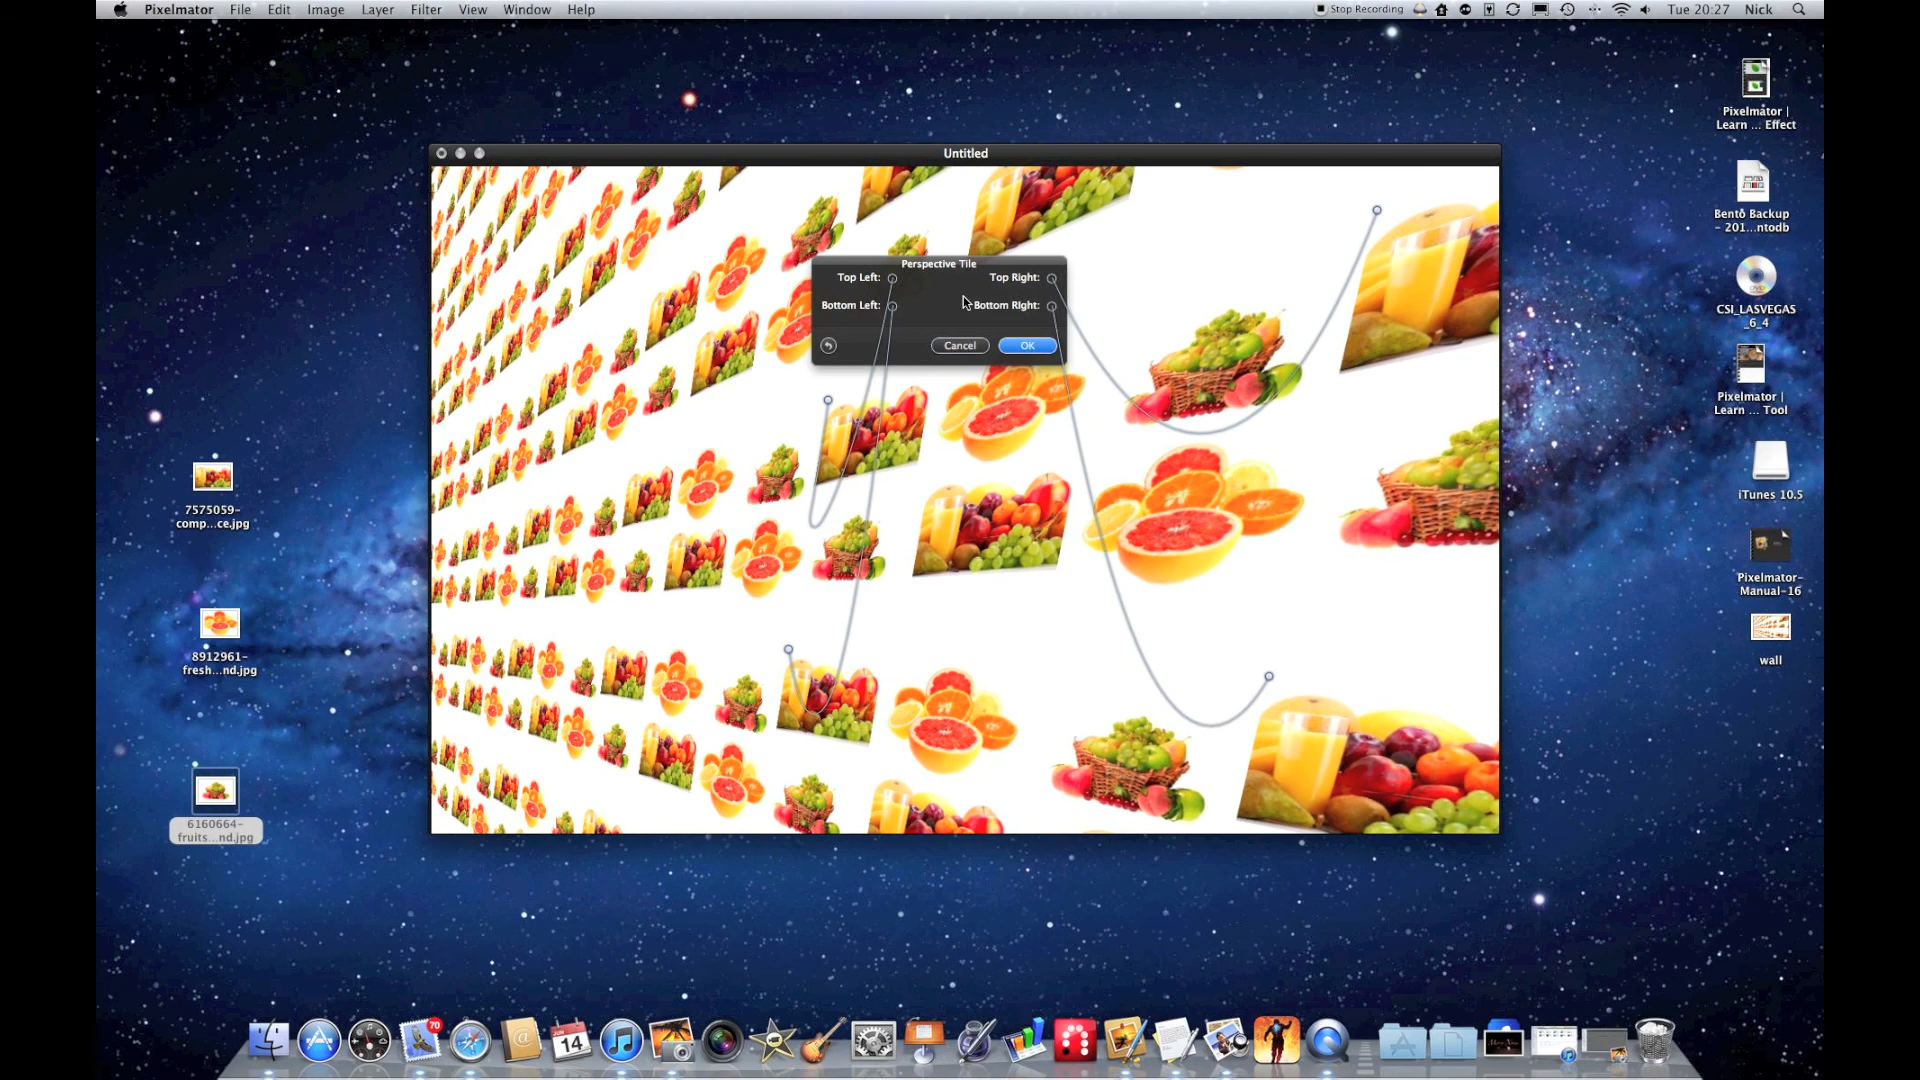 Pixelmator File Edit Image Layer Filter View Window Help
Stop Recording Tue 20:27 Nick
Untitled
Perspective Tile
Top Left: Top Right:
Bottom Left: Bottom Right:
Cancel OK
Pixelmator |
Learn ... Effect
Bento Backup
- 201...ntodb
CSI_LASVEGAS
_6_4
Pixelmator |
Learn ... Tool
iTunes 10.5
Pixelmator-
Manual-16
wall
7575059-
comp...ce.jpg
8912961-
fresh...nd.jpg
6160664-
fruits...nd.jpg
70
14